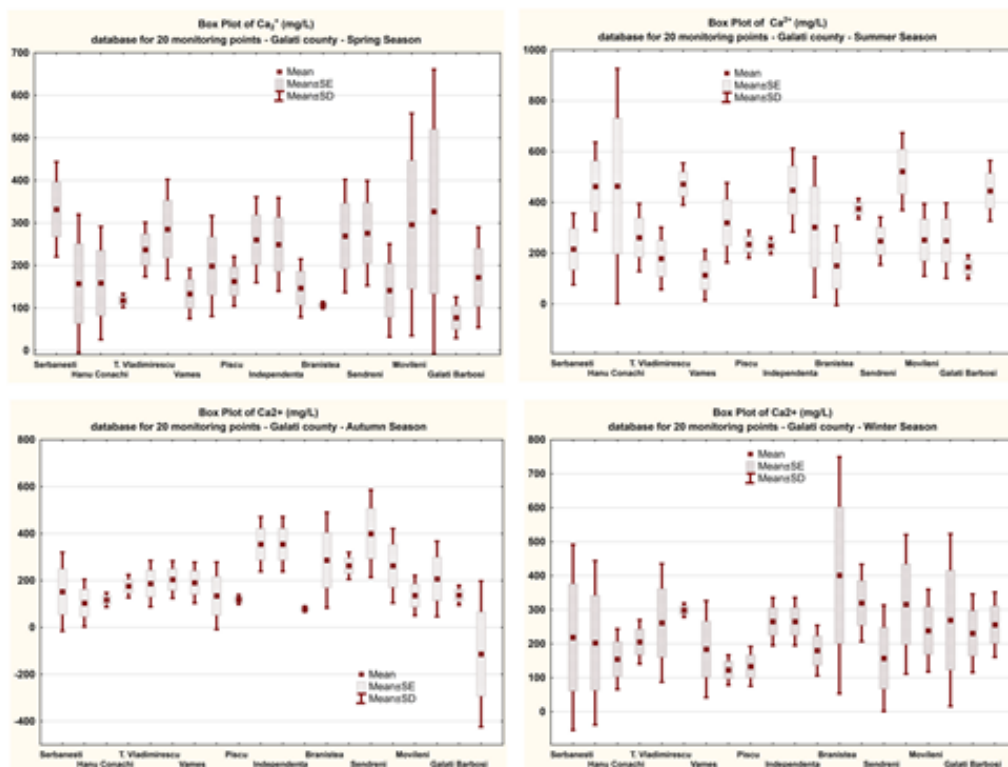 Box Plot of Ca₂⁺ (mg/L)
database for 20 monitoring points - Galati county - Spring Season
700
600
500
400
300
200
100
0
Mean
Mean±SE
Mean±SD
Serbanesti T. Vladimirescu Piscu Branistea Movileni
Hanu Conachi Vames Independenta Sendreni Galati Barbosi
Box Plot of Ca²⁺ (mg/L)
database for 20 monitoring points - Galati county - Summer Season
1000
800
600
400
200
0
Mean
Mean±SE
Mean±SD
Serbanesti T. Vladimirescu Piscu Branistea Movileni
Hanu Conachi Vames Independenta Sendreni Galati Barbosi
Box Plot of Ca2+ (mg/L)
database for 20 monitoring points - Galati county - Autumn Season
800
600
400
200
0
-200
-400
Mean
Mean±SE
Mean±SD
Serbanesti T. Vladimirescu Piscu Branistea Movileni
Hanu Conachi Vames Independenta Sendreni Galati Barbosi
Box Plot of Ca2+ (mg/L)
database for 20 monitoring points - Galati county - Winter Season
800
700
600
500
400
300
200
100
0
Mean
Mean±SE
Mean±SD
Serbanesti T. Vladimirescu Piscu Branistea Movileni
Hanu Conachi Vames Independenta Sendreni Galati Barbosi